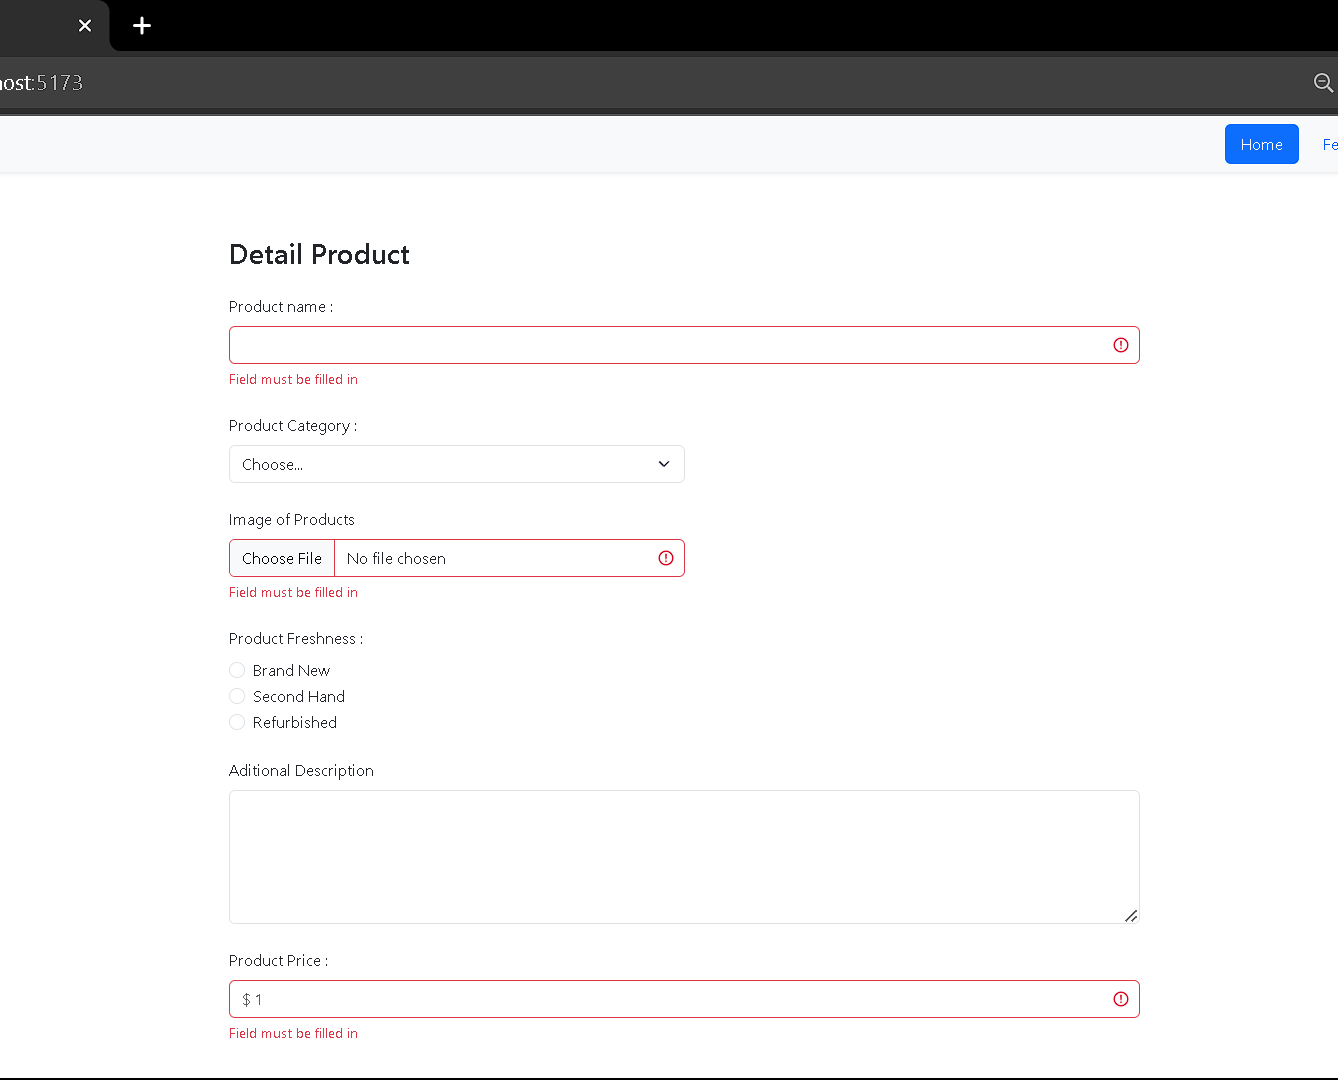 ost:5173
Home
Fe
Detail Product
Product name :
Field must be filled in
Product Category :
Choose...
Image of Products
Choose File No file chosen
Field must be filled in
Product Freshness :
Brand New
Second Hand
Refurbished
Aditional Description
Product Price :
$ 1
Field must be filled in